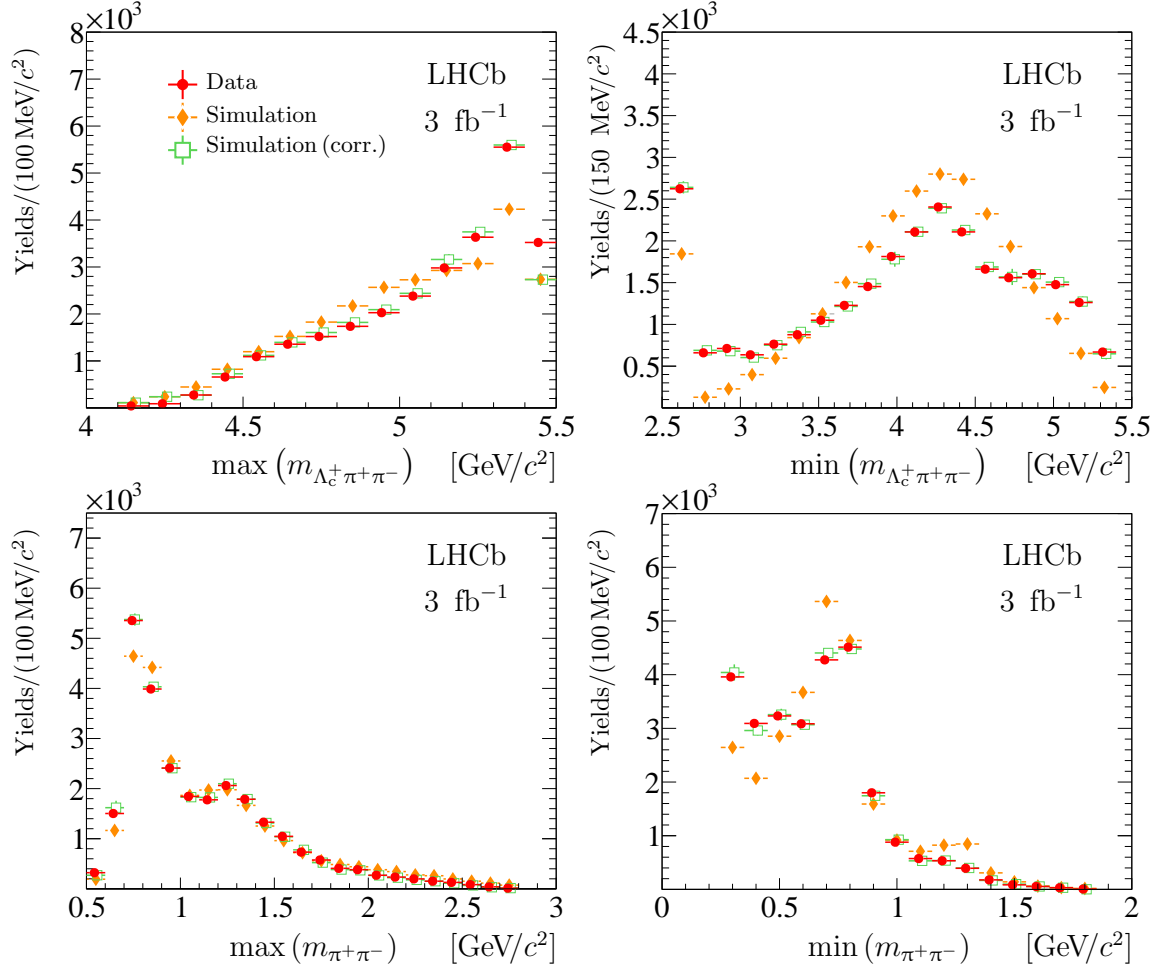 ×10³
8
7
6
5
4
3
2
1
Yields/(100 MeV/c²)
Data
Simulation
Simulation (corr.)
LHCb
3 fb⁻¹
4 4.5 5 5.5
max (m_Λc⁺π⁺π⁻) [GeV/c²]
×10³
4.5
4
3.5
3
2.5
2
1.5
1
0.5
Yields/(150 MeV/c²)
LHCb
3 fb⁻¹
2.5 3 3.5 4 4.5 5 5.5
min (m_Λc⁺π⁺π⁻) [GeV/c²]
×10³
7
6
5
4
3
2
1
Yields/(100 MeV/c²)
LHCb
3 fb⁻¹
0.5 1 1.5 2 2.5 3
max (m_π⁺π⁻) [GeV/c²]
×10³
7
6
5
4
3
2
1
Yields/(100 MeV/c²)
LHCb
3 fb⁻¹
0 0.5 1 1.5 2
min (m_π⁺π⁻) [GeV/c²]